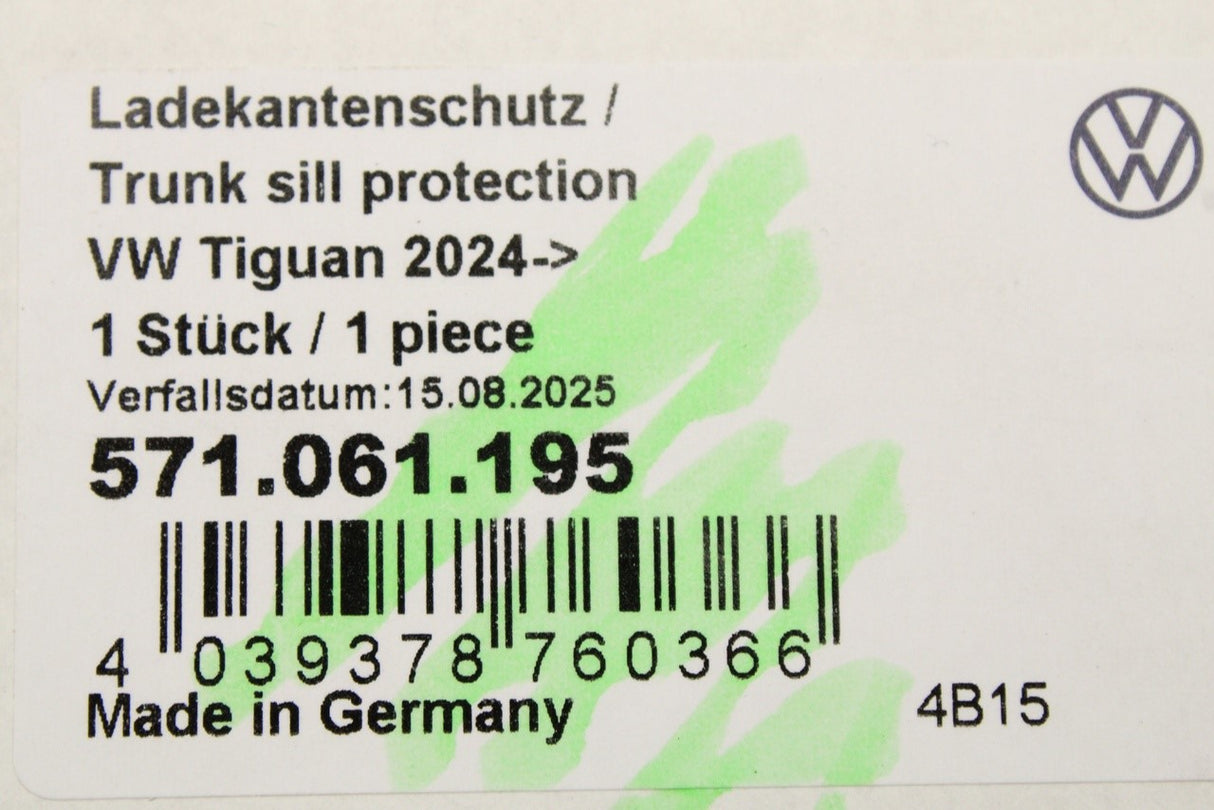 Ladekantenschutz /
Trunk sill protection
VW Tiguan 2024->
1 Stück / 1 piece
Verfallsdatum:15.08.2025
571.061.195
4 039378 760366
Made in Germany
4B15